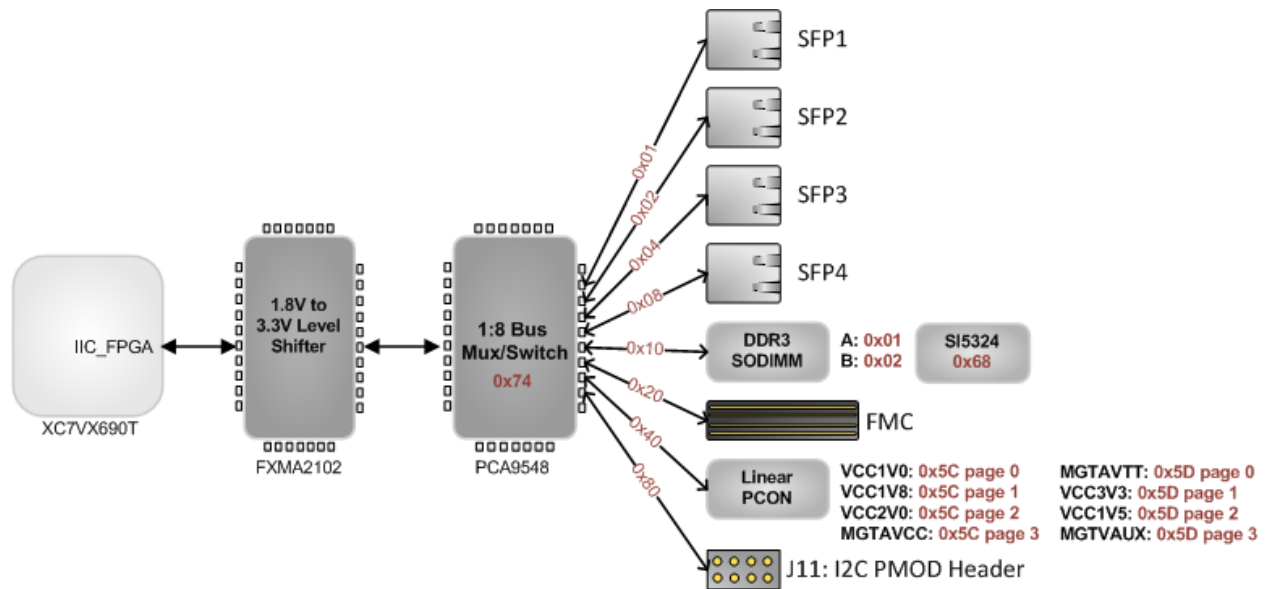 SFP1
0x01
SFP2
0x02
SFP3
0x04
SFP4
0x08
IIC_FPGA
XC7VX690T
1.8V to
3.3V Level
Shifter
FXMA2102
1:8 Bus
Mux/Switch
0x74
PCA9548
0x10
DDR3
SODIMM
A: 0x01
B: 0x02
SI5324
0x68
0x20
FMC
0x40
Linear
PCON
VCC1V0: 0x5C page 0
VCC1V8: 0x5C page 1
VCC2V0: 0x5C page 2
MGTAVCC: 0x5C page 3
MGTAVTT: 0x5D page 0
VCC3V3: 0x5D page 1
VCC1V5: 0x5D page 2
MGTVAUX: 0x5D page 3
0x80
J11: I2C PMOD Header